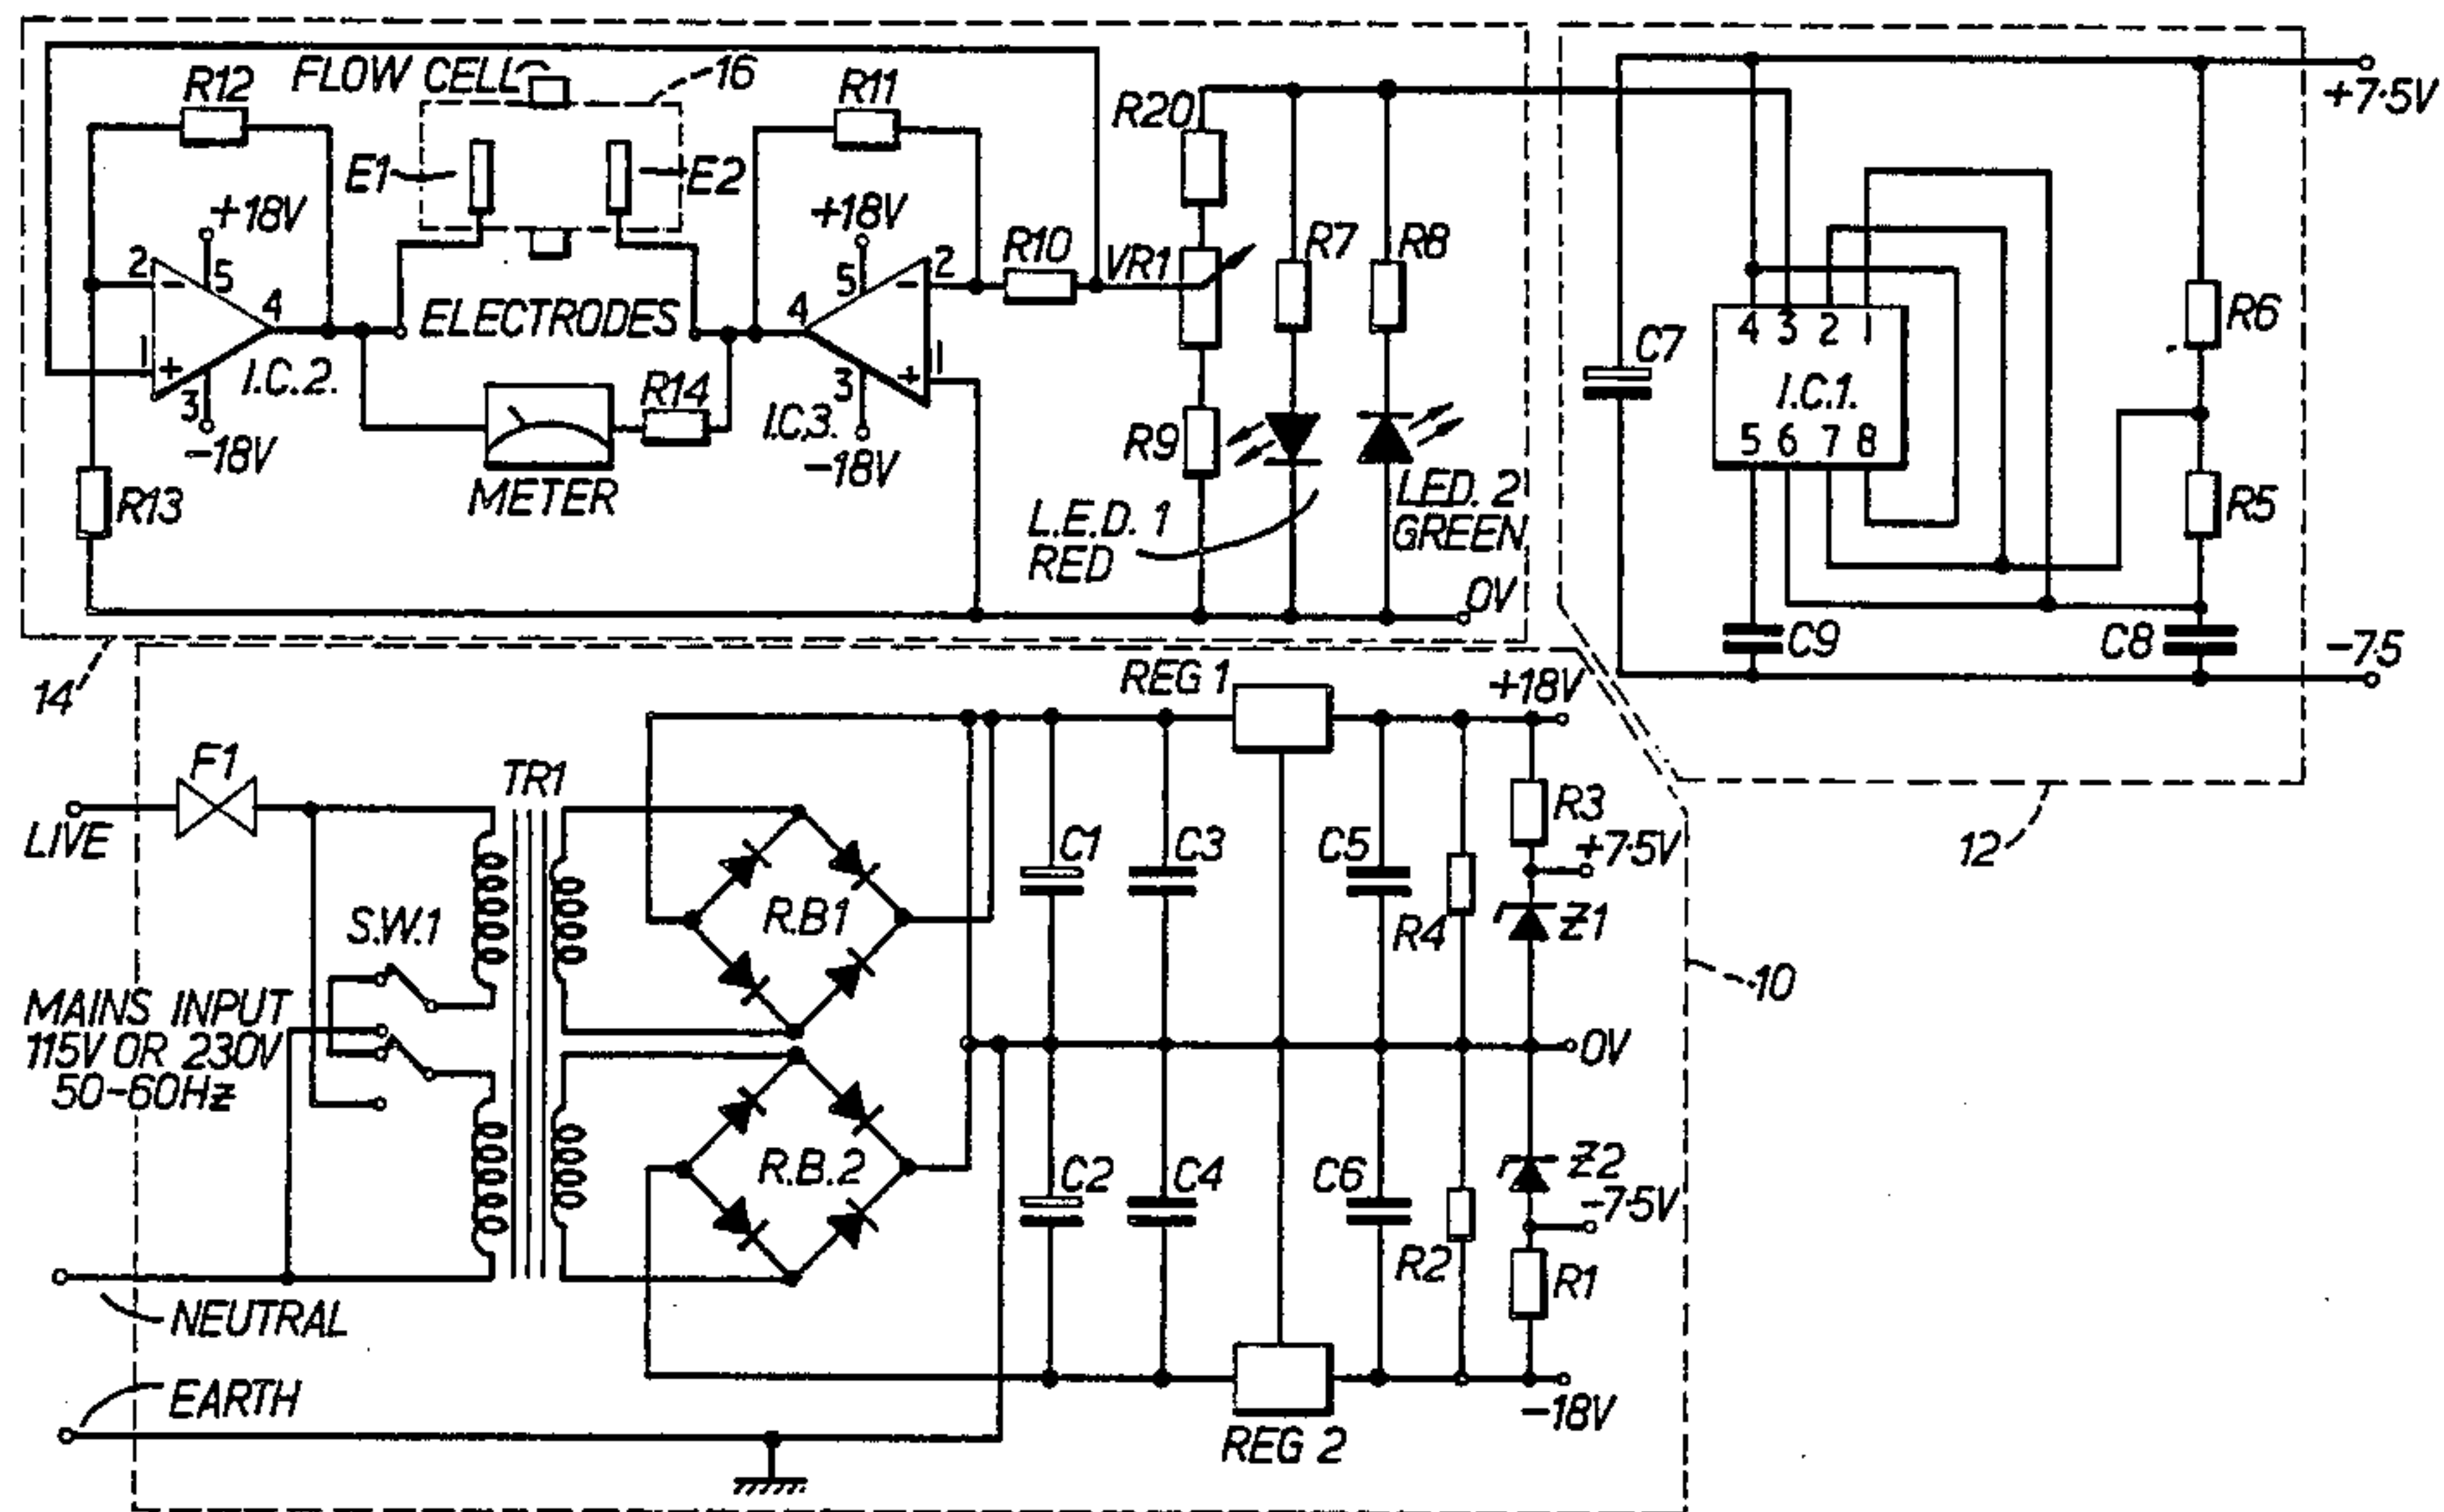 FLOW CELL
16
R12
R11
R20
+7·5V
E1
E2
+18V
+18V
R10
VR1
R7
R8
2
5
4
1
3
I.C.2.
-18V
ELECTRODES
2
5
4
1
3
I.C.3.
-18V
R14
METER
R13
R9
L.E.D. 1
RED
LED. 2
GREEN
0V
C7
4 3 2 1
I.C.1.
5 6 7 8
R6
R5
C9
C8
-7·5
14
12
REG 1
+18V
F1
LIVE
TR1
S.W.1
MAINS INPUT
115V OR 230V
50-60Hz
R.B1
R.B.2
C1
C3
C5
R4
R3
+7·5V
Z1
10
0V
C2
C4
C6
R2
Z2
-7·5V
R1
NEUTRAL
EARTH
REG 2
-18V